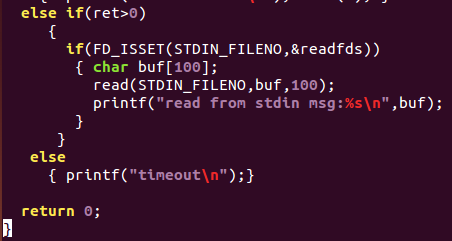 else if(ret>0)
{
if(FD_ISSET(STDIN_FILENO,&readfds))
{ char buf[100];
read(STDIN_FILENO,buf,100);
printf("read from stdin msg:%s\n",buf);
}
}
else
{ printf("timeout\n");}
return 0;
}